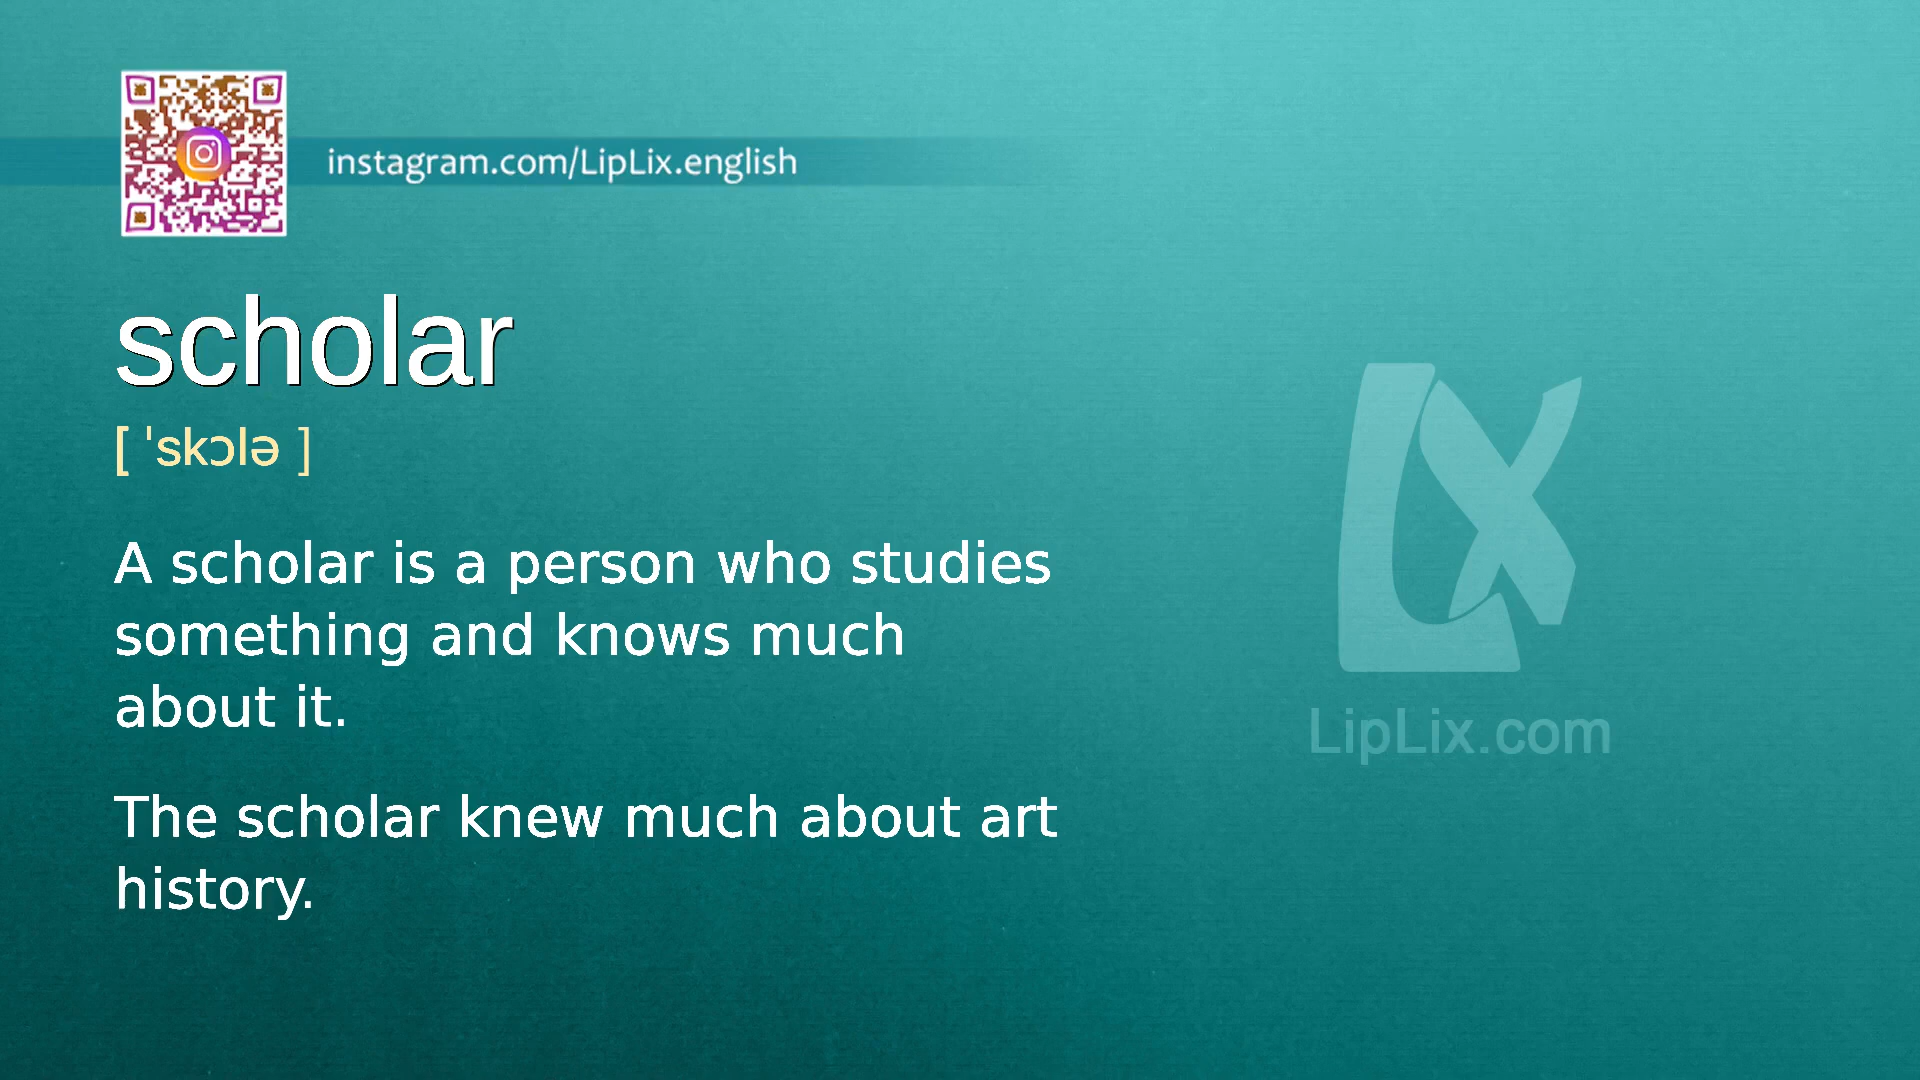 instagram.com/LipLix.english
scholar
[ ˈskɔlə ]
A scholar is a person who studies
something and knows much
about it.
The scholar knew much about art
history.
LX
LipLix.com